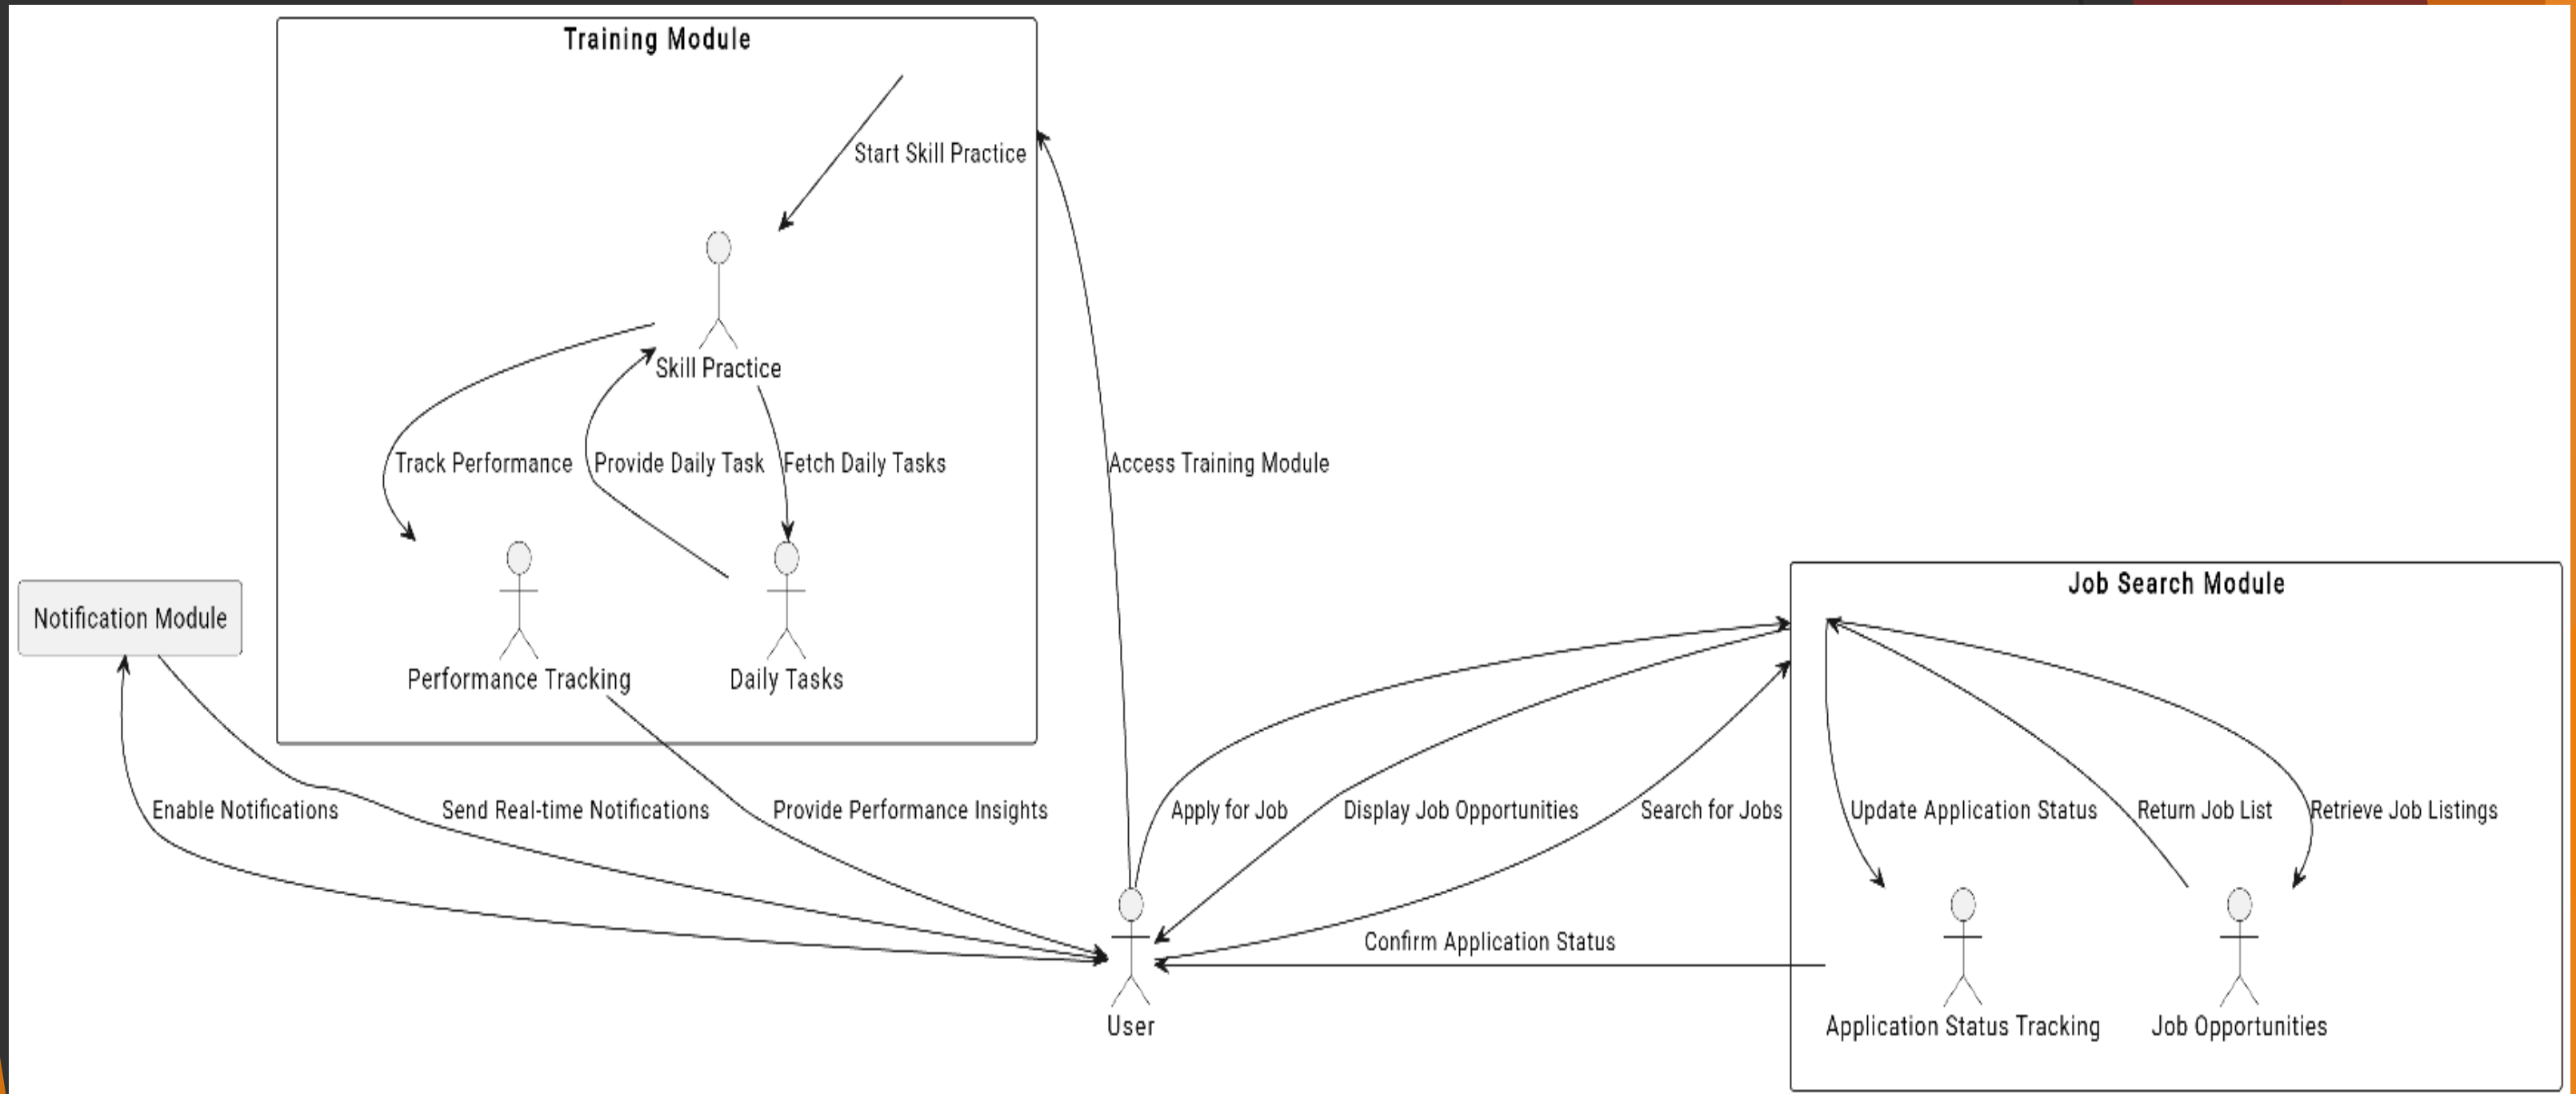 Training Module
Start Skill Practice
Skill Practice
Track Performance
Provide Daily Task
Fetch Daily Tasks
Access Training Module
Performance Tracking
Daily Tasks
Notification Module
Job Search Module
Enable Notifications
Send Real-time Notifications
Provide Performance Insights
Apply for Job
Display Job Opportunities
Search for Jobs
Update Application Status
Return Job List
Retrieve Job Listings
Confirm Application Status
User
Application Status Tracking
Job Opportunities